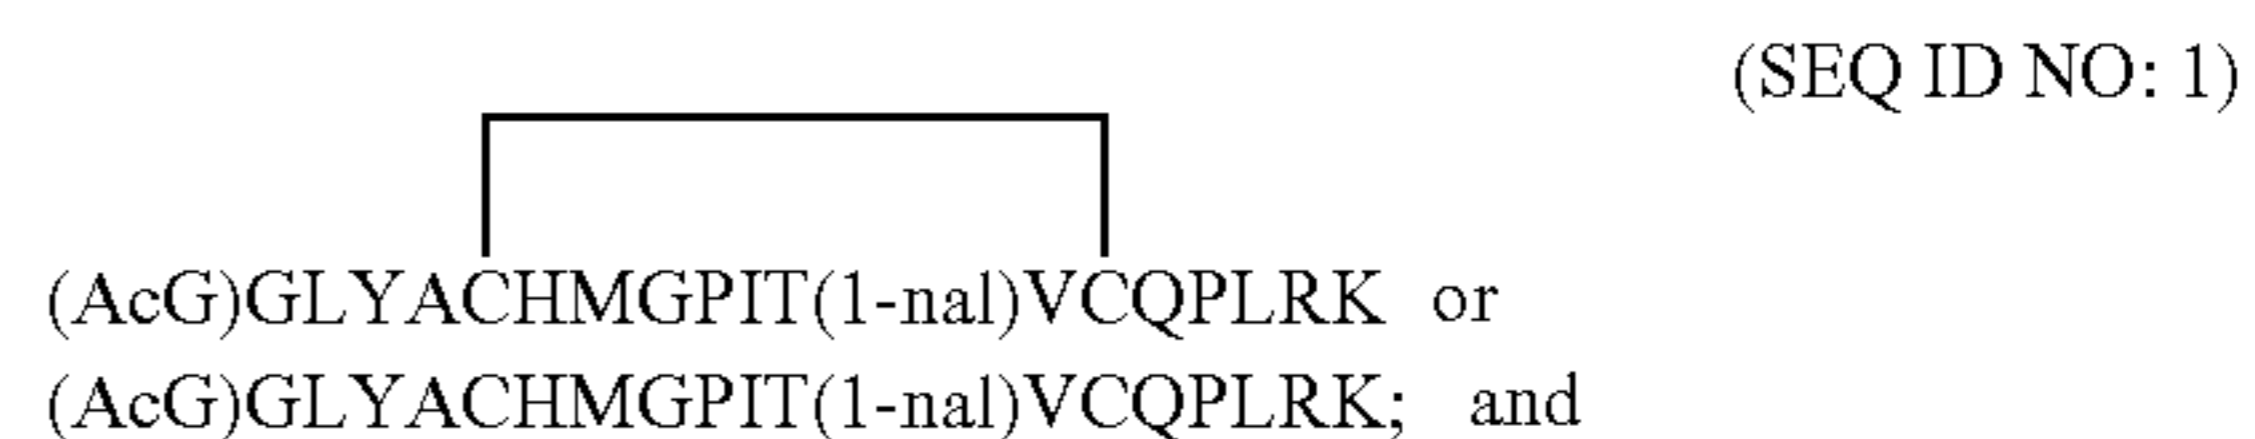 (SEQ ID NO: 1)
(AcG)GLYACHMGPIT(1-nal)VCQPLRK or
(AcG)GLYACHMGPIT(1-nal)VCQPLRK; and